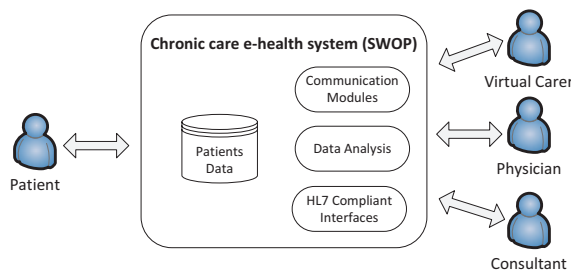 Chronic care e-health system (SWOP)
Communication
Modules
Virtual Carer
Patients
Data
Data Analysis
Patient
Physician
HL7 Compliant
Interfaces
Consultant